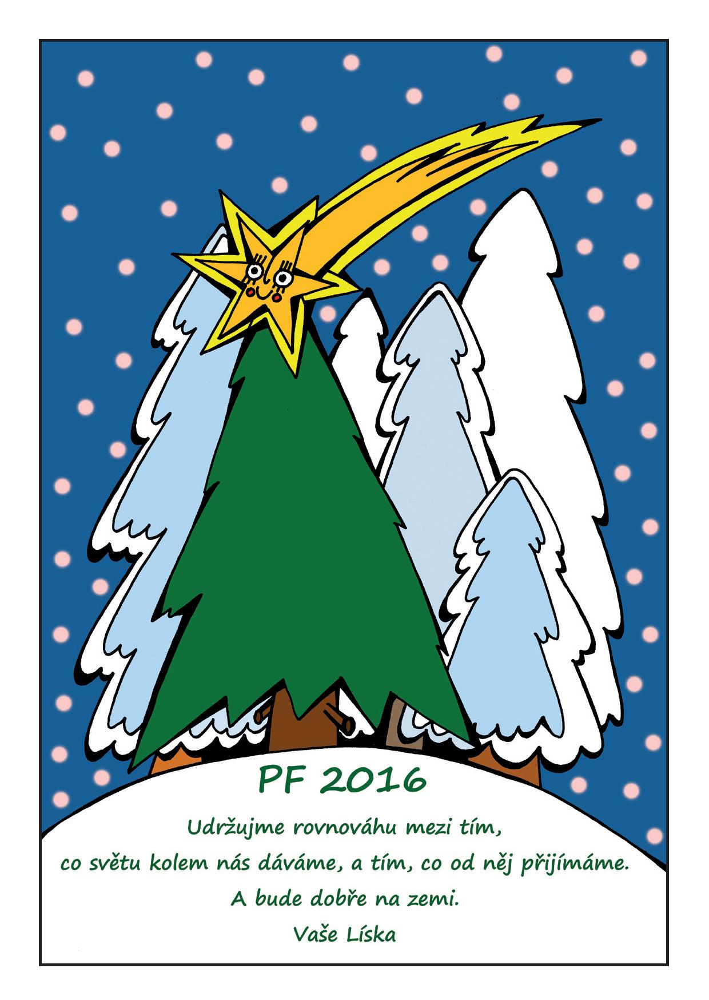 PF 2016
Udržujme rovnováhu mezi tím,
co světu kolem nás dáváme, a tím, co od něj přijímáme.
A bude dobře na zemi.
Vaše Líska